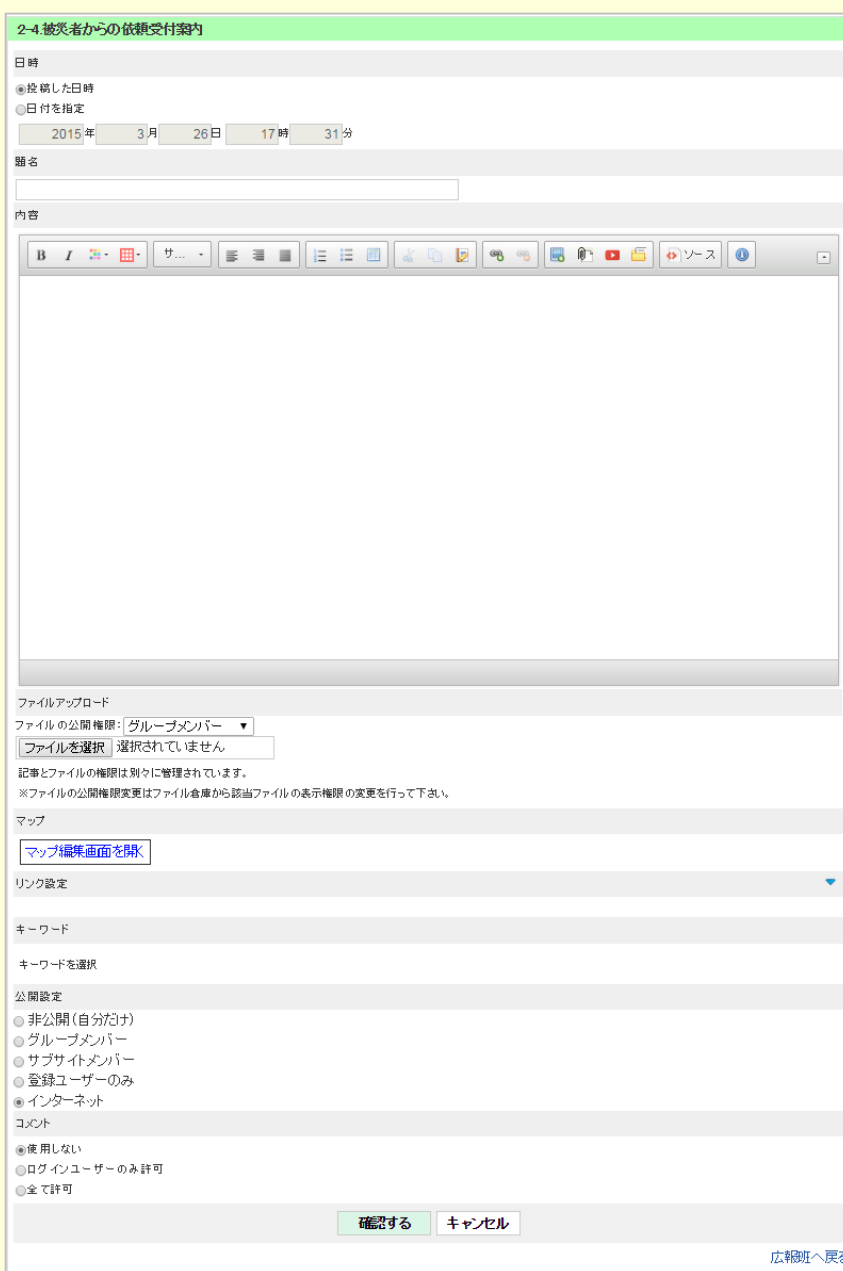 2-4.被災者からの依頼受付案内
日時
投稿した日時
日付を指定
2015年 3月 26日 17時 31分
題名
内容
B I サ... ソース
ファイルアップロード
ファイルの公開権限: グループメンバー
ファイルを選択 選択されていません
記事とファイルの権限は別々に管理されています。
※ファイルの公開権限変更はファイル倉庫から該当ファイルの表示権限の変更を行って下さい。
マップ
マップ編集画面を開く
リンク設定
キーワード
キーワードを選択
公開設定
非公開(自分だけ)
グループメンバー
サブサイトメンバー
登録ユーザーのみ
インターネット
コメント
使用しない
ログインユーザーのみ許可
全て許可
確認する キャンセル
広報班へ戻る